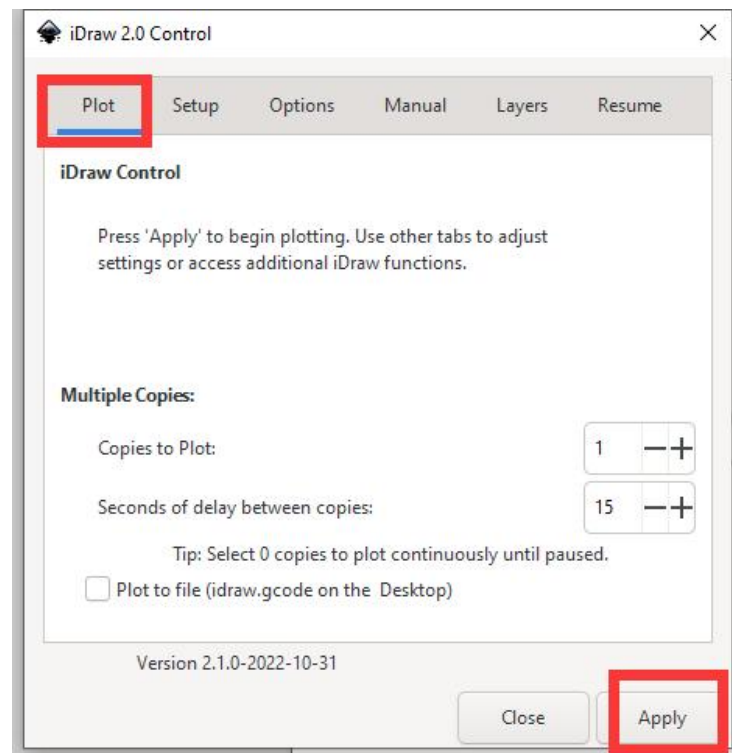 iDraw 2.0 Control
Plot Setup Options Manual Layers Resume
iDraw Control
Press 'Apply' to begin plotting. Use other tabs to adjust
settings or access additional iDraw functions.
Multiple Copies:
Copies to Plot: 1
Seconds of delay between copies: 15
Tip: Select 0 copies to plot continuously until paused.
Plot to file (idraw.gcode on the Desktop)
Version 2.1.0-2022-10-31
Close Apply